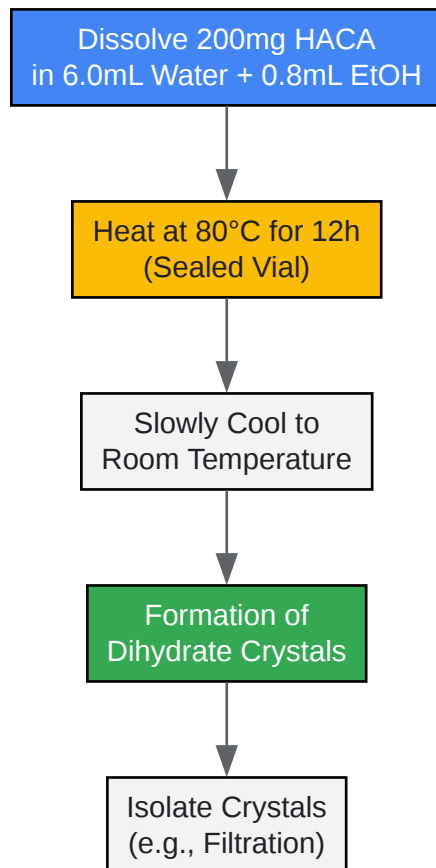 Dissolve 200mg HACA
in 6.0mL Water + 0.8mL EtOH
Heat at 80°C for 12h
(Sealed Vial)
Slowly Cool to
Room Temperature
Formation of
Dihydrate Crystals
Isolate Crystals
(e.g., Filtration)